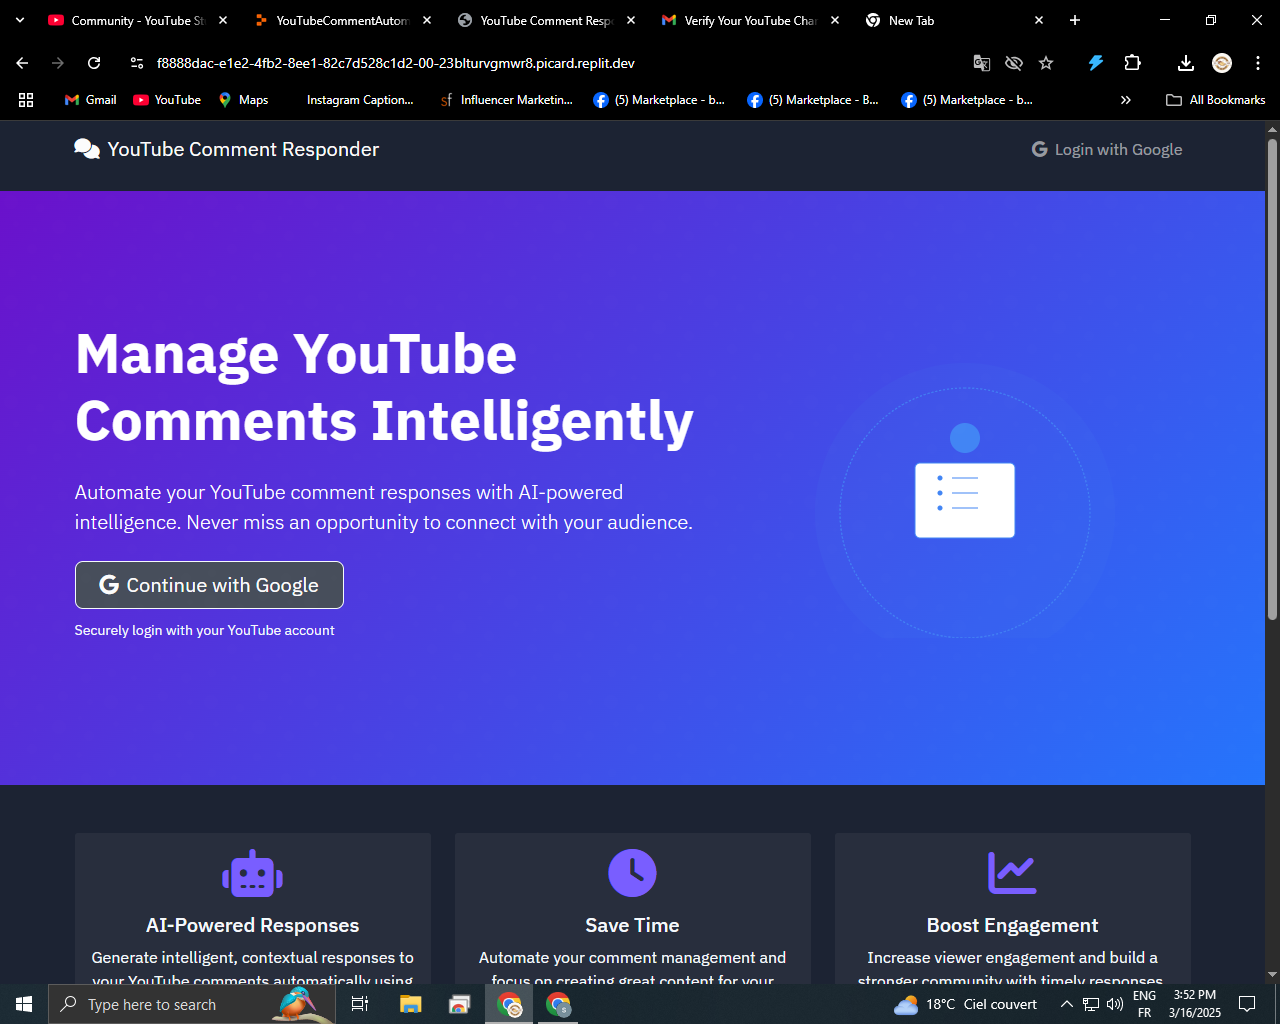 Community - YouTube St
YouTubeCommentAutom
YouTube Comment Resp
Verify Your YouTube Cha
New Tab
f8888dac-e1e2-4fb2-8ee1-82c7d528c1d2-00-23blturvgmwr8.picard.replit.dev
Gmail
YouTube
Maps
Instagram Caption...
sf Influencer Marketin...
(5) Marketplace - b...
(5) Marketplace - B...
(5) Marketplace - b...
All Bookmarks
YouTube Comment Responder
Login with Google
Manage YouTube
Comments Intelligently
Automate your YouTube comment responses with AI-powered
intelligence. Never miss an opportunity to connect with your audience.
Continue with Google
Securely login with your YouTube account
AI-Powered Responses
Generate intelligent, contextual responses to
your YouTube comments automatically using
Save Time
Automate your comment management and
focus on creating great content for your
Boost Engagement
Increase viewer engagement and build a
stronger community with timely responses
Type here to search
18°C Ciel couvert
ENG
FR
3:52 PM
3/16/2025